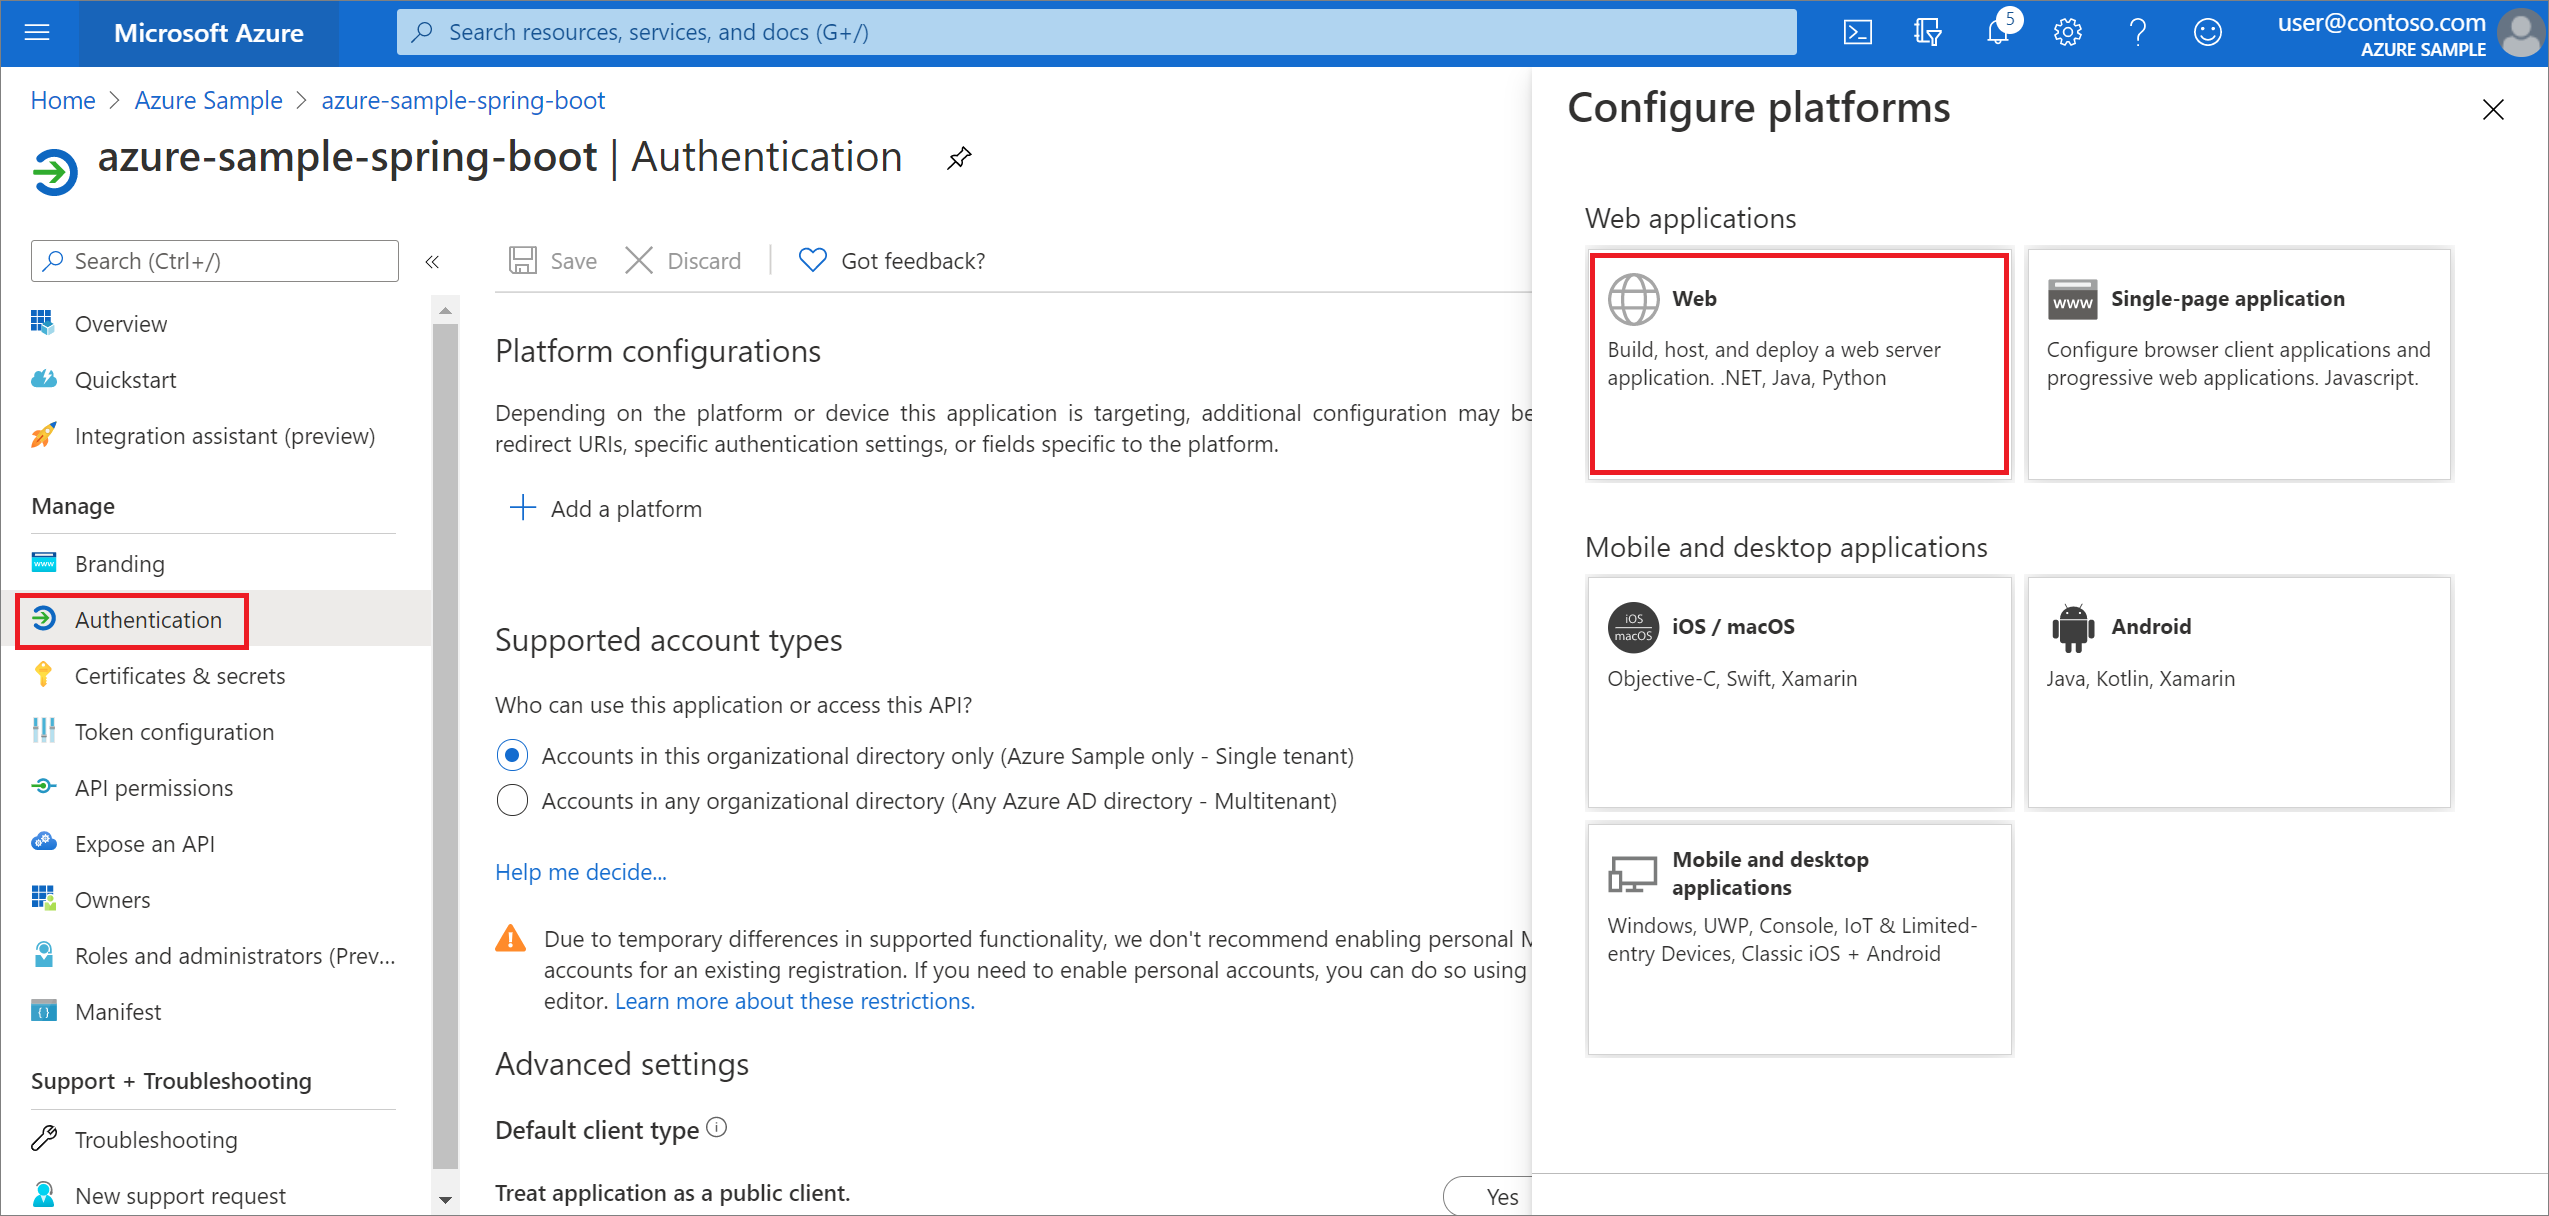 Microsoft Azure
Search resources, services, and docs (G+/)
5
user@contoso.com
AZURE SAMPLE
Home > Azure Sample > azure-sample-spring-boot
azure-sample-spring-boot | Authentication
Search (Ctrl+/)
«
Overview
Quickstart
Integration assistant (preview)
Manage
www
Branding
Authentication
Certificates & secrets
Token configuration
API permissions
Expose an API
Owners
Roles and administrators (Prev...
Manifest
Support + Troubleshooting
Troubleshooting
New support request
Save
Discard
Got feedback?
Platform configurations
Depending on the platform or device this application is targeting, additional configuration may be
redirect URIs, specific authentication settings, or fields specific to the platform.
Add a platform
Supported account types
Who can use this application or access this API?
Accounts in this organizational directory only (Azure Sample only - Single tenant)
Accounts in any organizational directory (Any Azure AD directory - Multitenant)
Help me decide...
Due to temporary differences in supported functionality, we don't recommend enabling personal M
accounts for an existing registration. If you need to enable personal accounts, you can do so using
editor. Learn more about these restrictions.
Advanced settings
Default client type
Treat application as a public client.
Yes
Configure platforms
Web applications
Web
Build, host, and deploy a web server
application. .NET, Java, Python
www
Single-page application
Configure browser client applications and
progressive web applications. Javascript.
Mobile and desktop applications
iOS
macOS
iOS / macOS
Objective-C, Swift, Xamarin
Android
Java, Kotlin, Xamarin
Mobile and desktop
applications
Windows, UWP, Console, IoT & Limited-
entry Devices, Classic iOS + Android